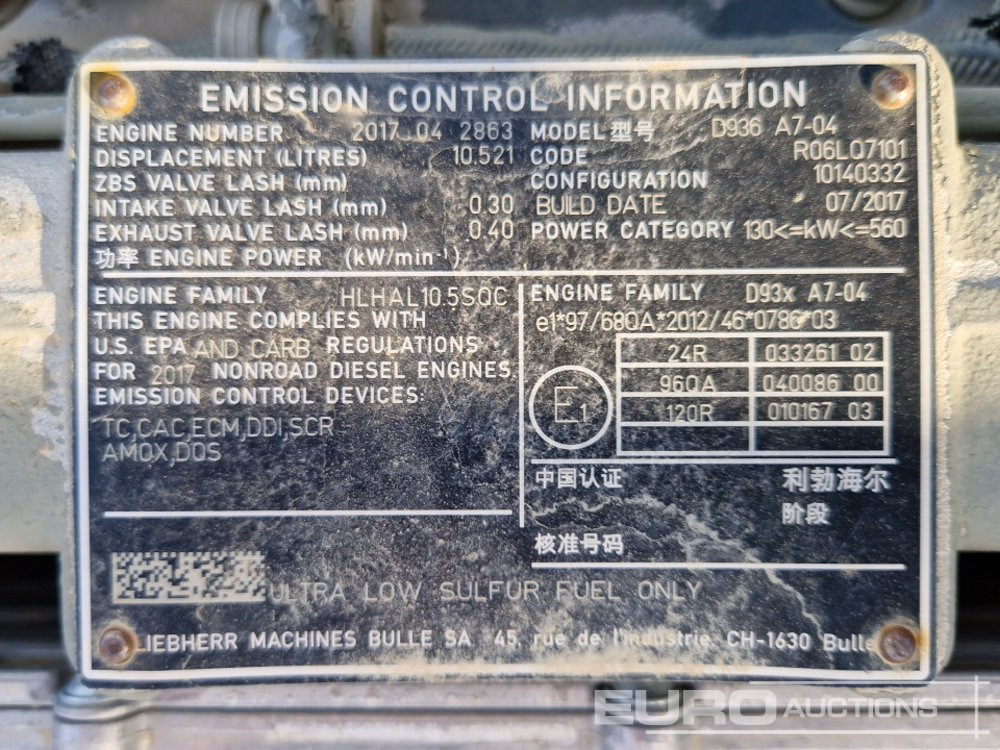 EMISSION CONTROL INFORMATION
ENGINE NUMBER 2017 04 2863
DISPLACEMENT (LITRES) 10.521
ZBS VALVE LASH (mm)
INTAKE VALVE LASH (mm) 0.30
EXHAUST VALVE LASH (mm) 0.40
功率 ENGINE POWER (kW/min⁻¹)
MODEL 型号 D936 A7-04
CODE R06LQ7101
CONFIGURATION 10140332
BUILD DATE 07/2017
POWER CATEGORY 130<=kW<=560
ENGINE FAMILY HLHAL10.5SQC
THIS ENGINE COMPLIES WITH
U.S. EPA AND CARB REGULATIONS
FOR 2017 NONROAD DIESEL ENGINES.
EMISSION CONTROL DEVICES:
TC,CAC,ECM,DDI,SCR
AMOX,DOS
ENGINE FAMILY D93x A7-04
e1*97/68QA*2012/46*0786*03
E1
24R 033261 02
96QA 040086 00
120R 010167 03
中国认证 利勃海尔
阶段
核准号码
ULTRA LOW SULFUR FUEL ONLY
LIEBHERR MACHINES BULLE SA, 45, rue de l'industrie, CH-1630 Bulle
EURO AUCTIONS